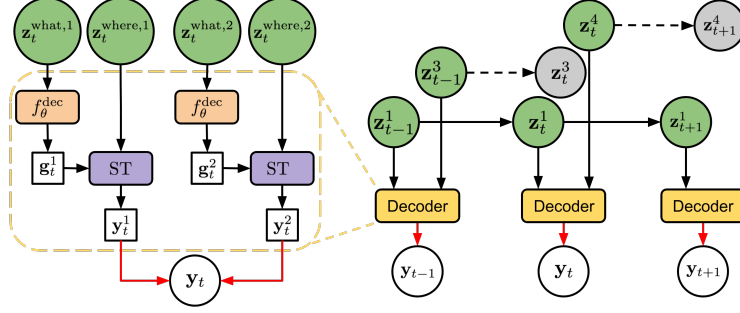 z_t^{what,1} z_t^{where,1} z_t^{what,2} z_t^{where,2}
f_θ^{dec} f_θ^{dec}
g_t^1 ST g_t^2 ST
y_t^1 y_t^2
y_t
z_t^4 z_{t+1}^4
z_{t-1}^3 z_t^3
z_{t-1}^1 z_t^1 z_{t+1}^1
Decoder Decoder Decoder
y_{t-1} y_t y_{t+1}